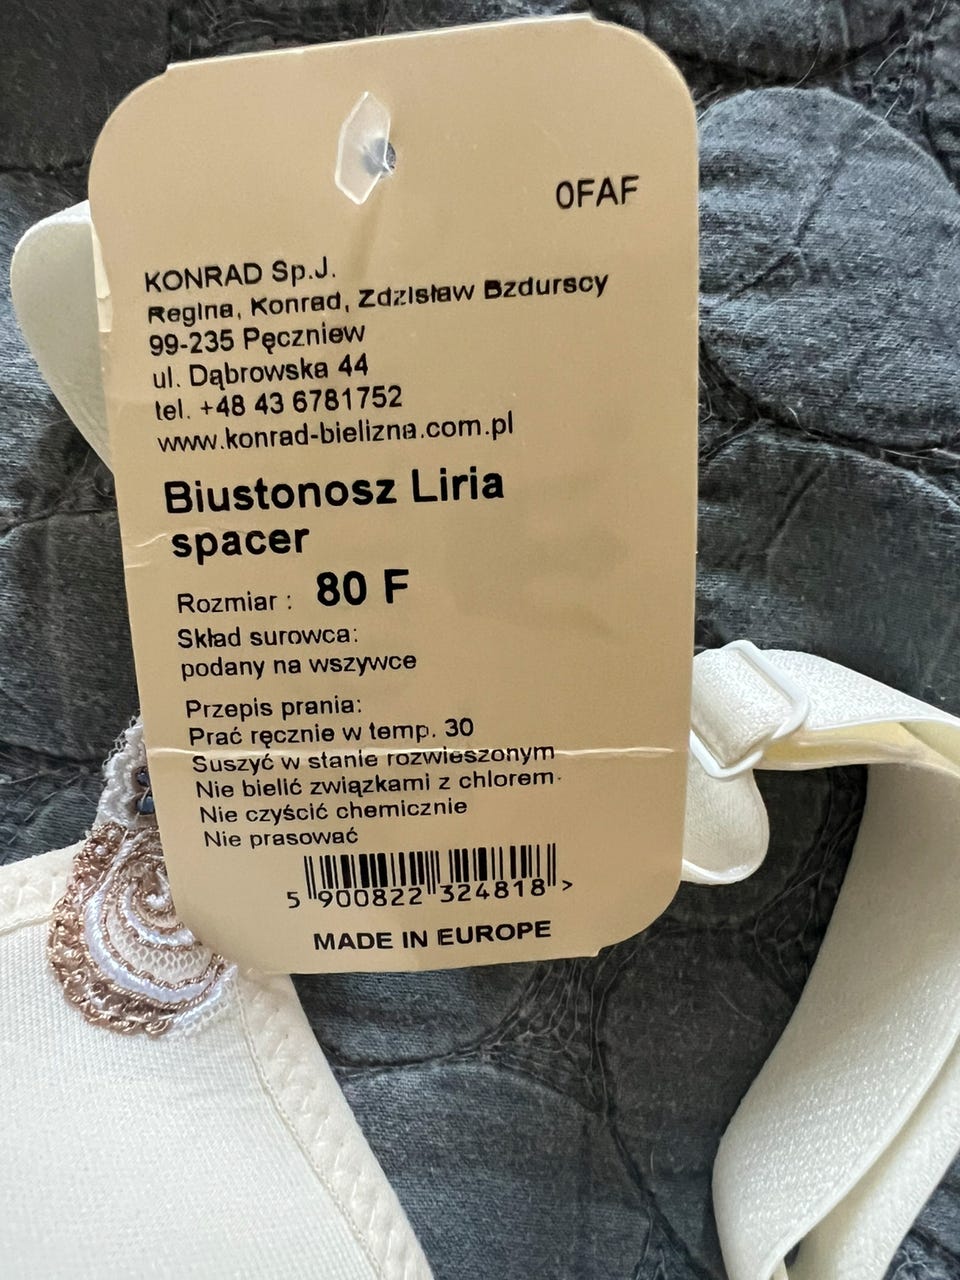 0FAF
KONRAD Sp.J.
Regina, Konrad, Zdzisław Bzdurscy
99-235 Pęczniew
ul. Dąbrowska 44
tel. +48 43 6781752
www.konrad-bielizna.com.pl
Biustonosz Liria
spacer
Rozmiar : 80 F
Skład surowca:
podany na wszywce
Przepis prania:
Prać ręcznie w temp. 30
Suszyć w stanie rozwieszonym
Nie bielić związkami z chlorem
Nie czyścić chemicznie
Nie prasować
5 900822 324818 >
MADE IN EUROPE